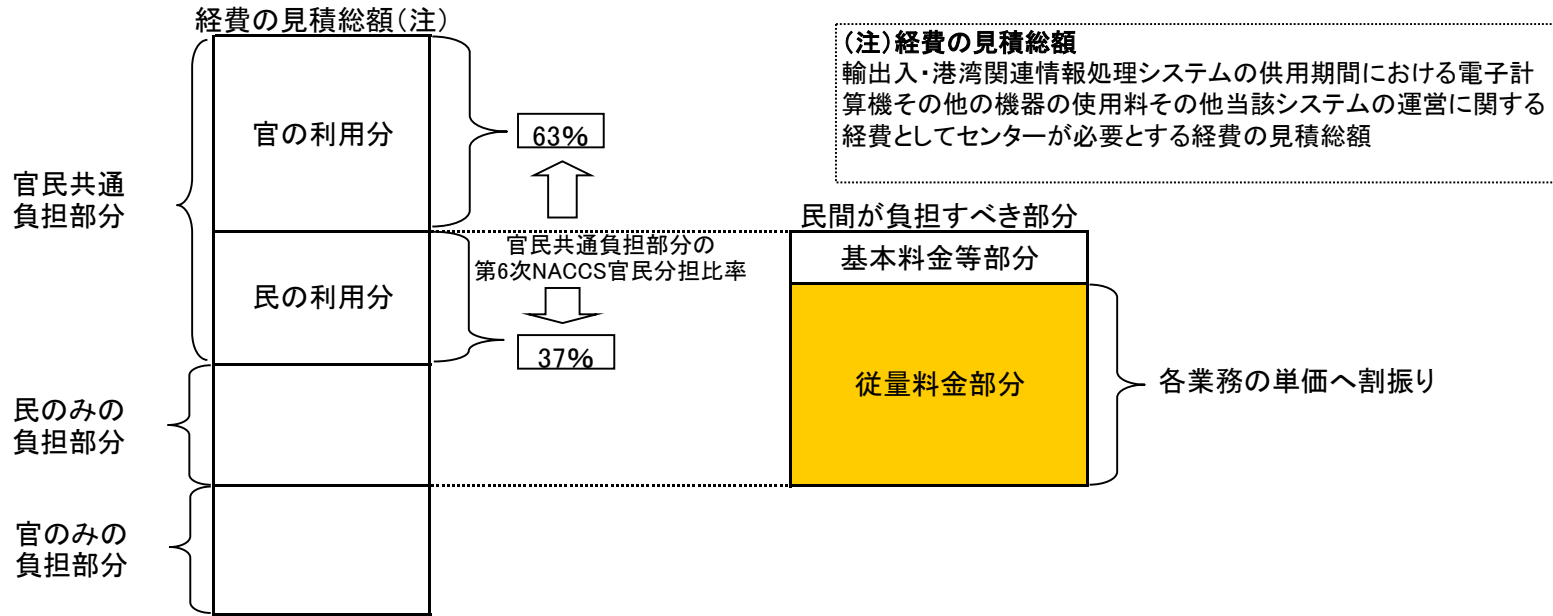 経費の見積総額(注)
(注)経費の見積総額
輸出入・港湾関連情報処理システムの供用期間における電子計
算機その他の機器の使用料その他当該システムの運営に関する
経費としてセンターが必要とする経費の見積総額
官民共通
負担部分
官の利用分
63%
民の利用分
官民共通負担部分の
第6次NACCS官民分担比率
37%
民間が負担すべき部分
基本料金等部分
従量料金部分
各業務の単価へ割振り
民のみの
負担部分
官のみの
負担部分